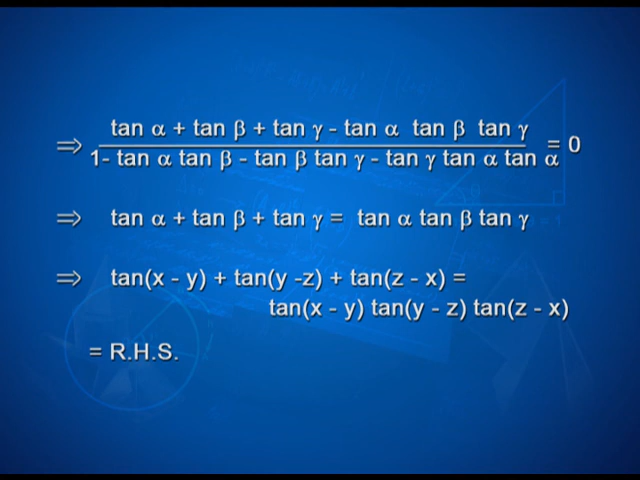 ⇒ tan α + tan β + tan γ - tan α tan β tan γ
1- tan α tan β - tan β tan γ - tan γ tan α tan α = 0
⇒ tan α + tan β + tan γ = tan α tan β tan γ
⇒ tan(x - y) + tan(y -z) + tan(z - x) =
tan(x - y) tan(y - z) tan(z - x)
= R.H.S.